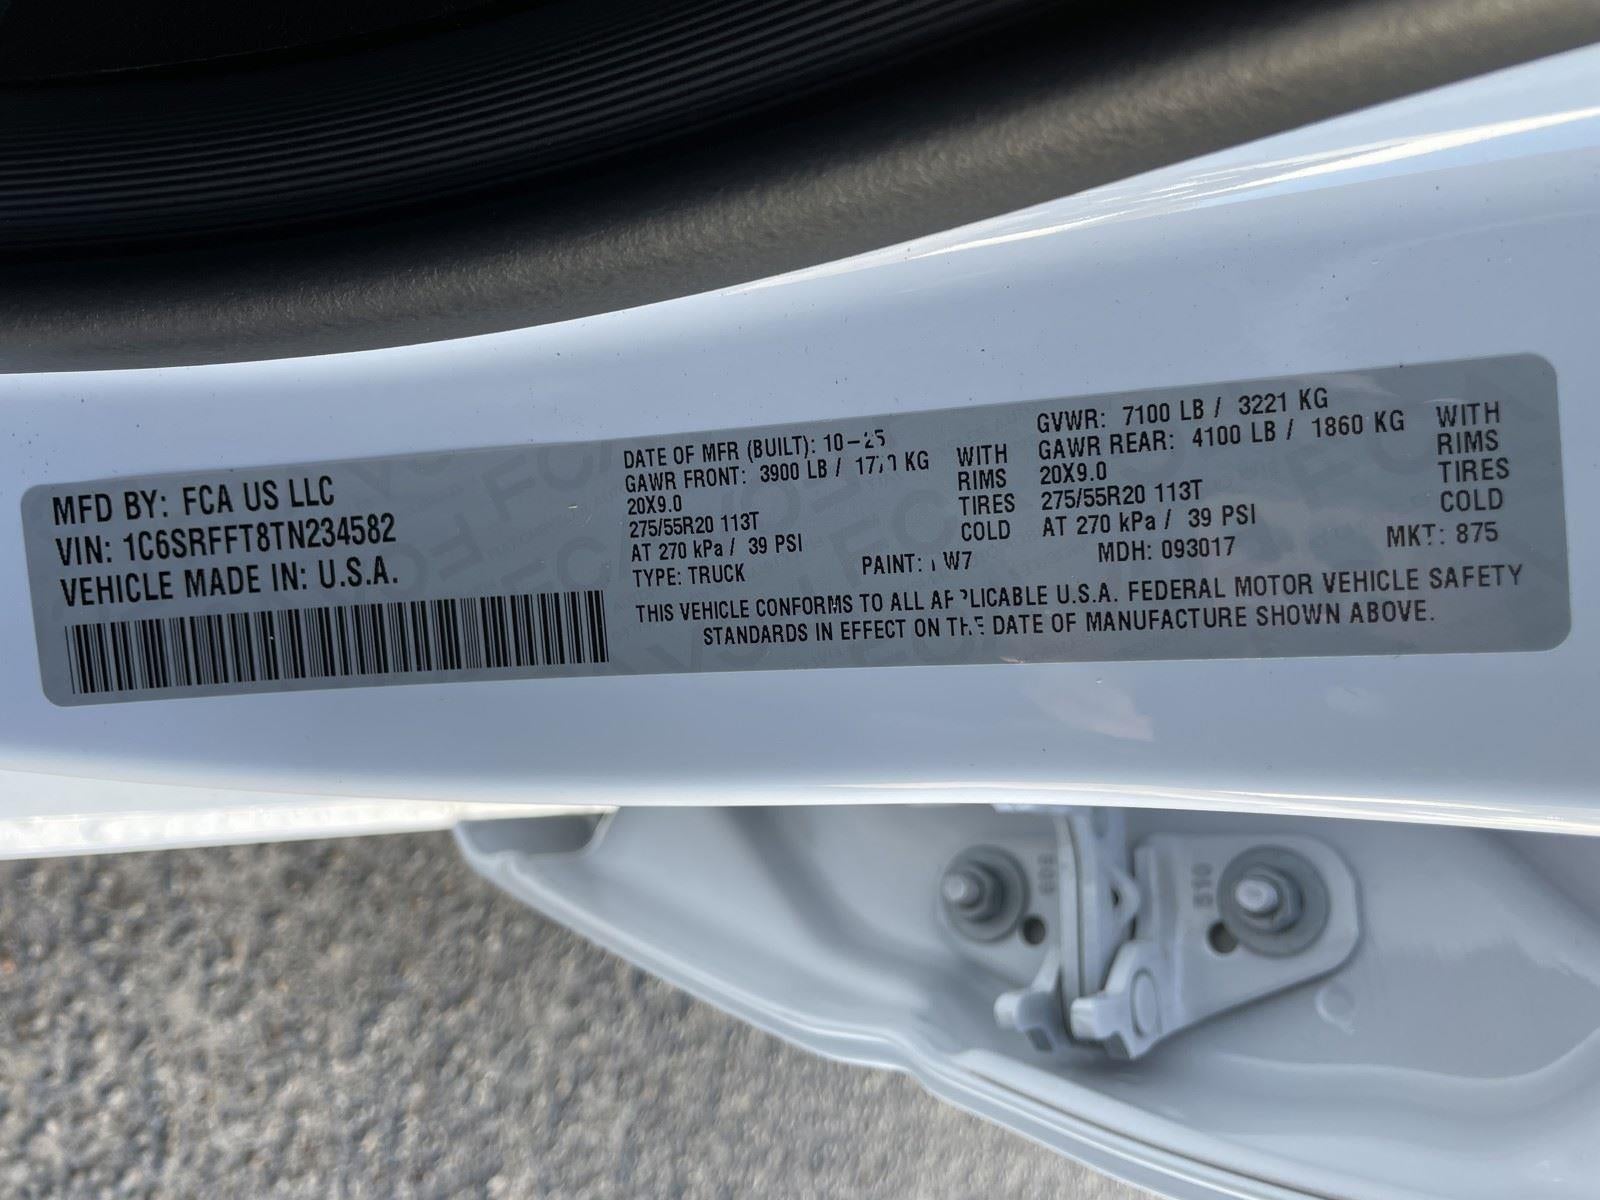 MFD BY: FCA US LLC
VIN: 1C6SRFFT8TN234582
VEHICLE MADE IN: U.S.A.
DATE OF MFR (BUILT): 10-25
GAWR FRONT: 3900 LB / KG WITH
20X9.0 RIMS
275/55R20 113T TIRES
AT 270 kPa / 39 PSI COLD
TYPE: TRUCK PAINT: W7
GVWR: 7100 LB / 3221 KG
GAWR REAR: 4100 LB / 1860 KG WITH
20X9.0 RIMS
275/55R20 113T TIRES
AT 270 kPa / 39 PSI COLD
MDH: 093017 MKT: 875
THIS VEHICLE CONFORMS TO ALL APPLICABLE U.S.A. FEDERAL MOTOR VEHICLE SAFETY
STANDARDS IN EFFECT ON THE DATE OF MANUFACTURE SHOWN ABOVE.
510